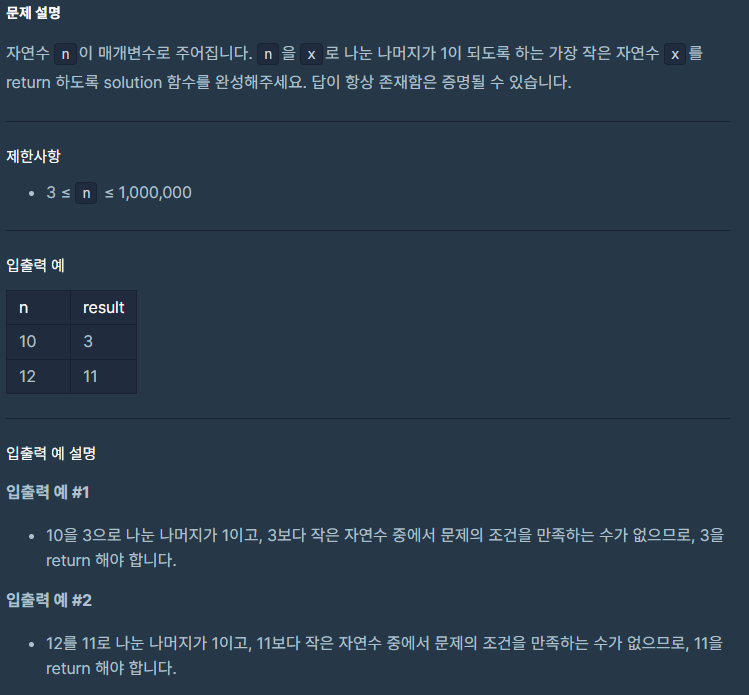 문제 설명
자연수 n이 매개변수로 주어집니다. n을 x로 나눈 나머지가 1이 되도록 하는 가장 작은 자연수 x를
return 하도록 solution 함수를 완성해주세요. 답이 항상 존재함은 증명될 수 있습니다.
제한사항
• 3 ≤ n ≤ 1,000,000
입출력 예
n result
10 3
12 11
입출력 예 설명
입출력 예 #1
• 10을 3으로 나눈 나머지가 1이고, 3보다 작은 자연수 중에서 문제의 조건을 만족하는 수가 없으므로, 3을
return 해야 합니다.
입출력 예 #2
• 12를 11로 나눈 나머지가 1이고, 11보다 작은 자연수 중에서 문제의 조건을 만족하는 수가 없으므로, 11을
return 해야 합니다.